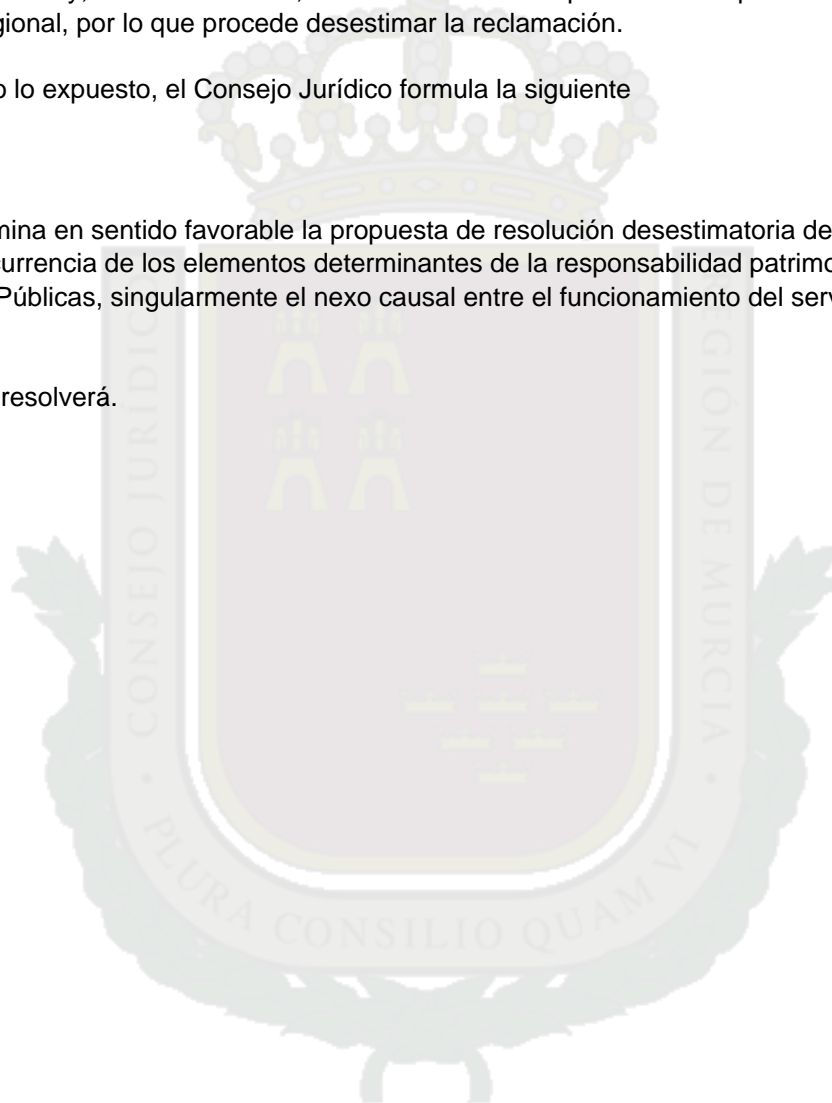 gional, por lo que procede desestimar la reclamación.
o lo expuesto, el Consejo Jurídico formula la siguiente
mina en sentido favorable la propuesta de resolución desestimatoria de
currencia de los elementos determinantes de la responsabilidad patrimo
Públicas, singularmente el nexo causal entre el funcionamiento del serv
resolverá.
CONSEJO JURÍDICO
REGIÓN DE MURCIA
PLURA CONSILIO QUAM VI